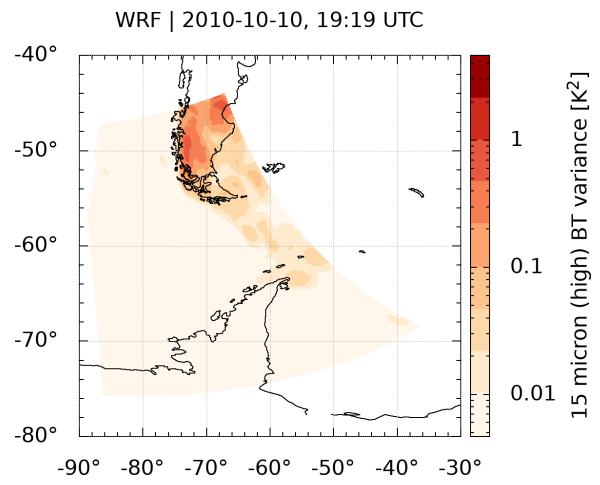 WRF | 2010-10-10, 19:19 UTC
-40°
-50°
-60°
-70°
-80°
-90° -80° -70° -60° -50° -40° -30°
1
0.1
0.01
15 micron (high) BT variance [K²]